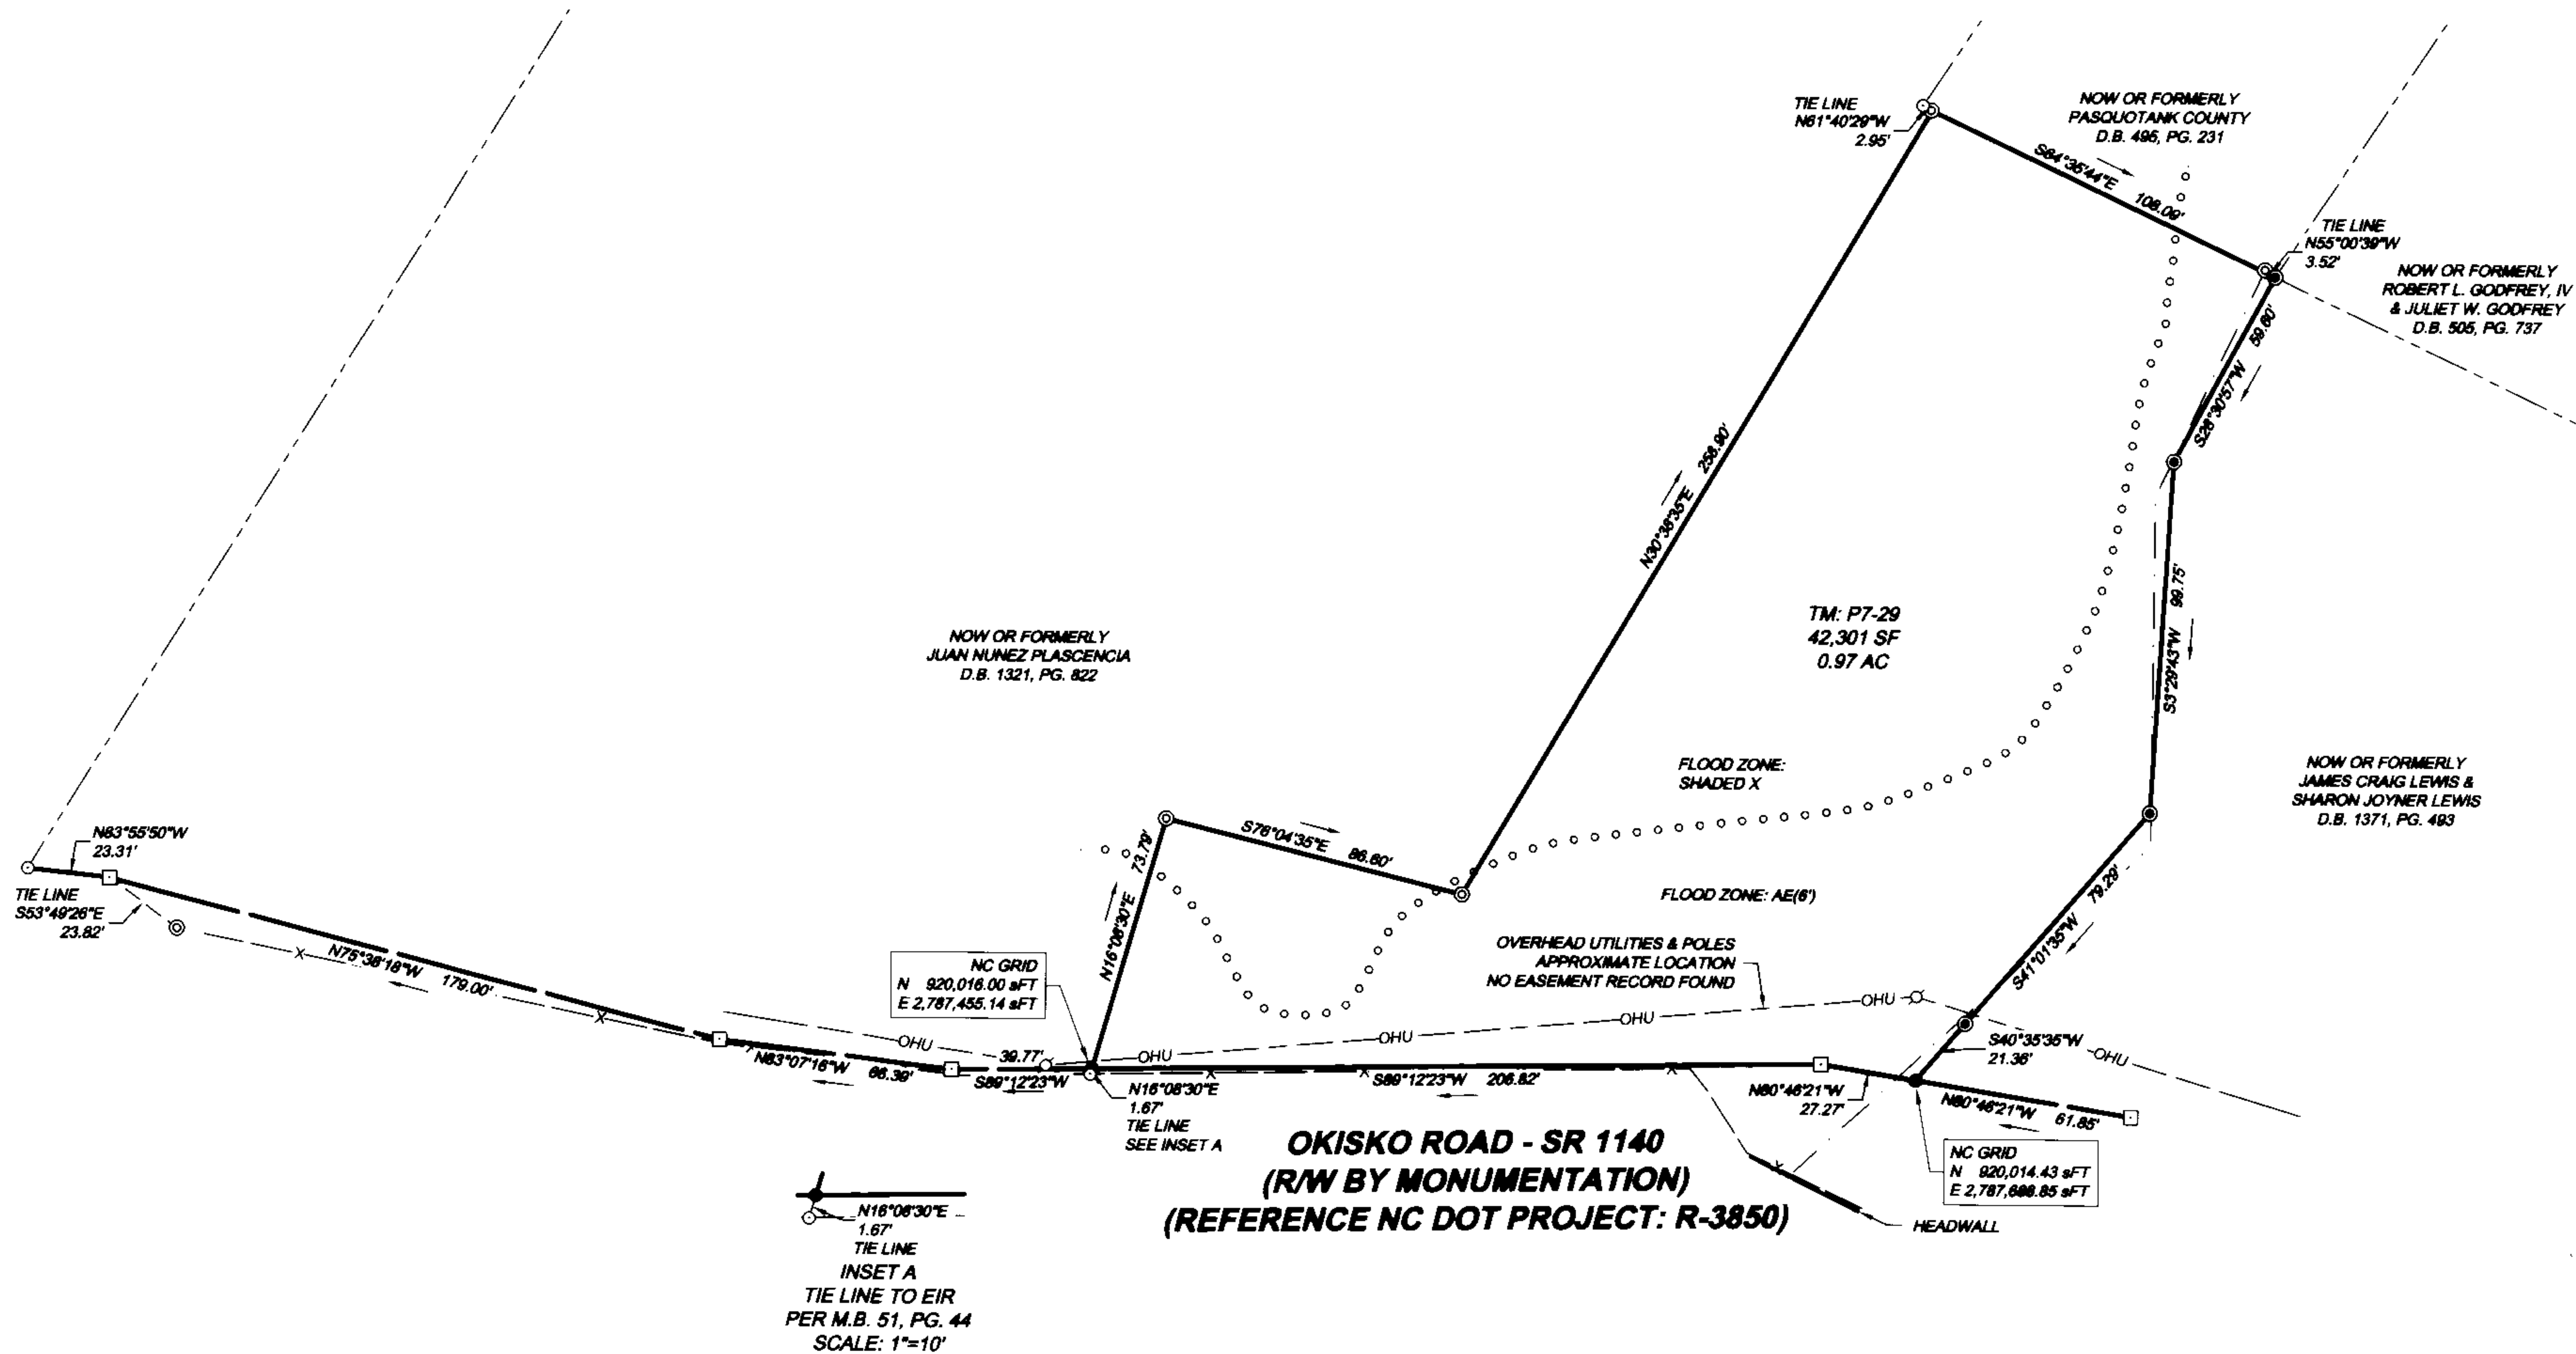 TIE LINE
N61°40'29"W
2.95'
NOW OR FORMERLY
PASQUOTANK COUNTY
D.B. 495, PG. 231
S64°35'44"E 108.09'
TIE LINE
N55°00'39"W
3.52'
NOW OR FORMERLY
ROBERT L. GODFREY, IV
& JULIET W. GODFREY
D.B. 505, PG. 737
S28°30'57"W 59.60'
N30°38'35"E 258.90'
S3°29'43"W 99.75'
TM: P7-29
42,301 SF
0.97 AC
NOW OR FORMERLY
JUAN NUNEZ PLASCENCIA
D.B. 1321, PG. 822
FLOOD ZONE:
SHADED X
NOW OR FORMERLY
JAMES CRAIG LEWIS &
SHARON JOYNER LEWIS
D.B. 1371, PG. 493
N83°55'50"W
23.31'
TIE LINE
S53°49'26"E
23.82'
S76°04'35"E 86.60'
N16°08'30"E 73.79'
FLOOD ZONE: AE(6')
S41°01'35"W 79.29'
N75°38'18"W 179.00'
NC GRID
N 920,016.00 sFT
E 2,787,455.14 sFT
OVERHEAD UTILITIES & POLES
APPROXIMATE LOCATION
NO EASEMENT RECORD FOUND
OHU
OHU
OHU
OHU
OHU
OHU
S40°35'35"W
21.36'
N83°07'16"W 66.39'
39.77'
S89°12'23"W
N16°08'30"E
1.67'
TIE LINE
SEE INSET A
S89°12'23"W 206.82'
N80°46'21"W
27.27'
N80°46'21"W 61.85'
NC GRID
N 920,014.43 sFT
OKISKO ROAD - SR 1140
(R/W BY MONUMENTATION)
(REFERENCE NC DOT PROJECT: R-3850)
HEADWALL
N16°08'30"E
1.67'
TIE LINE
INSET A
TIE LINE TO EIR
PER M.B. 51, PG. 44
SCALE: 1"=10'